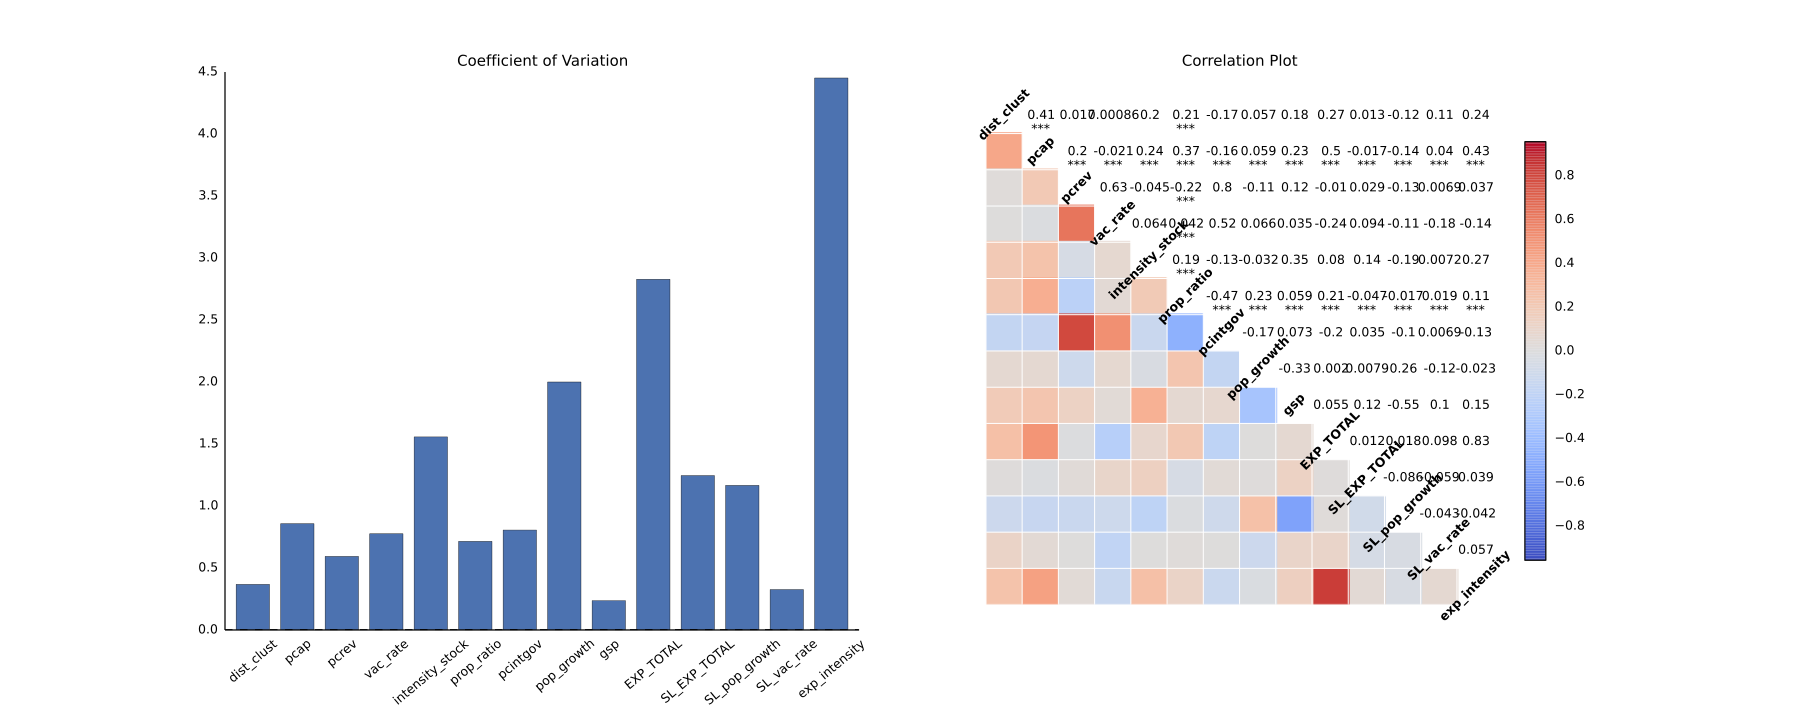 Coefficient of Variation
4.5
4.0
3.5
3.0
2.5
2.0
1.5
1.0
0.5
0.0
dist_clust
pcap
pcrev
vac_rate
intensity_stock
prop_ratio
pcintgov
pop_growth
gsp
EXP_TOTAL
SL_EXP_TOTAL
SL_pop_growth
SL_vac_rate
exp_intensity
Correlation Plot
dist_clust 0.41 0.017 0.00086 0.2 0.21 -0.17 0.057 0.18 0.27 0.013 -0.12 0.11 0.24
*** ***
pcap 0.2 -0.021 0.24 0.37 -0.16 0.059 0.23 0.5 -0.017 -0.14 0.04 0.43
*** *** *** *** *** *** *** *** *** *** *** ***
pcrev 0.63 -0.045 -0.22 0.8 -0.11 0.12 -0.01 0.029 -0.13 0.0069 0.037
***
vac_rate 0.064 0.042 0.52 0.066 0.035 -0.24 0.094 -0.11 -0.18 -0.14
***
intensity_stock 0.19 -0.13 -0.032 0.35 0.08 0.14 -0.19 0.0072 0.27
***
prop_ratio -0.47 0.23 0.059 0.21 -0.047 -0.017 0.019 0.11
*** *** *** *** *** *** *** ***
pcintgov -0.17 0.073 -0.2 0.035 -0.1 0.0069 -0.13
pop_growth -0.33 0.002 0.0079 0.26 -0.12 -0.023
gsp 0.055 0.12 -0.55 0.1 0.15
EXP_TOTAL 0.012 0.018 0.098 0.83
SL_EXP_TOTAL -0.086 0.059 0.039
SL_pop_growth -0.043 -0.042
SL_vac_rate 0.057
exp_intensity
0.8
0.6
0.4
0.2
0.0
−0.2
−0.4
−0.6
−0.8